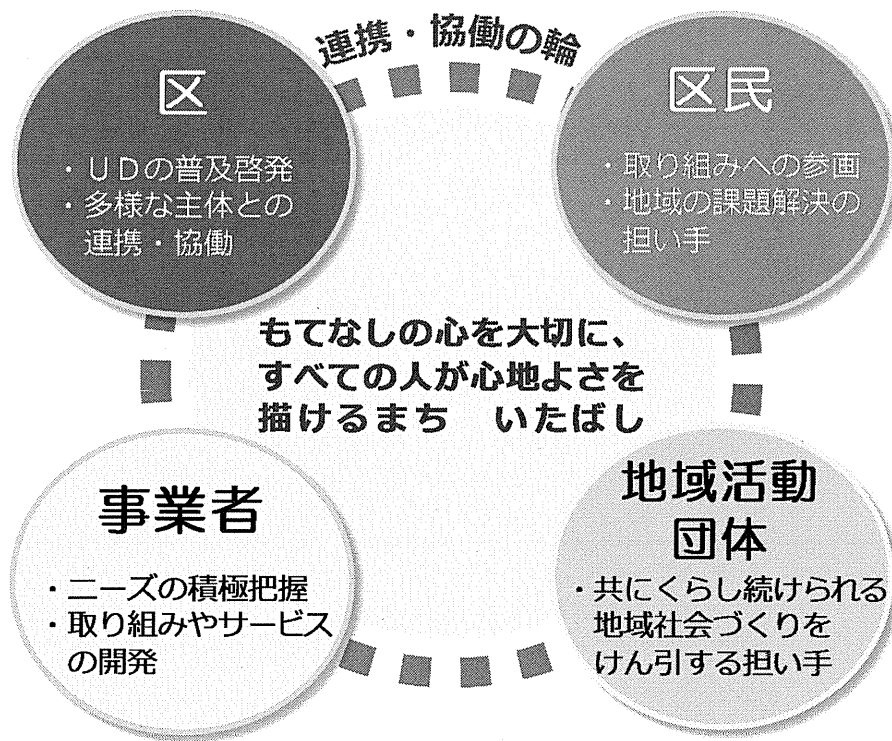 連携・協働の輪
区
・UDの普及啓発
・多様な主体との
連携・協働
区民
・取り組みへの参画
・地域の課題解決の
担い手
もてなしの心を大切に、
すべての人が心地よさを
描けるまち　いたばし
事業者
・ニーズの積極把握
・取り組みやサービス
の開発
地域活動
団体
・共にくらし続けられる
地域社会づくりを
けん引する担い手